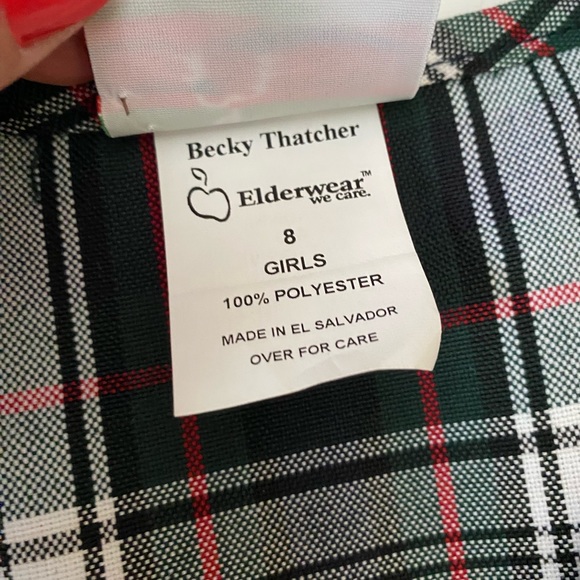 Becky Thatcher
Elderwear™
we care.
8
GIRLS
100% POLYESTER
MADE IN EL SALVADOR
OVER FOR CARE